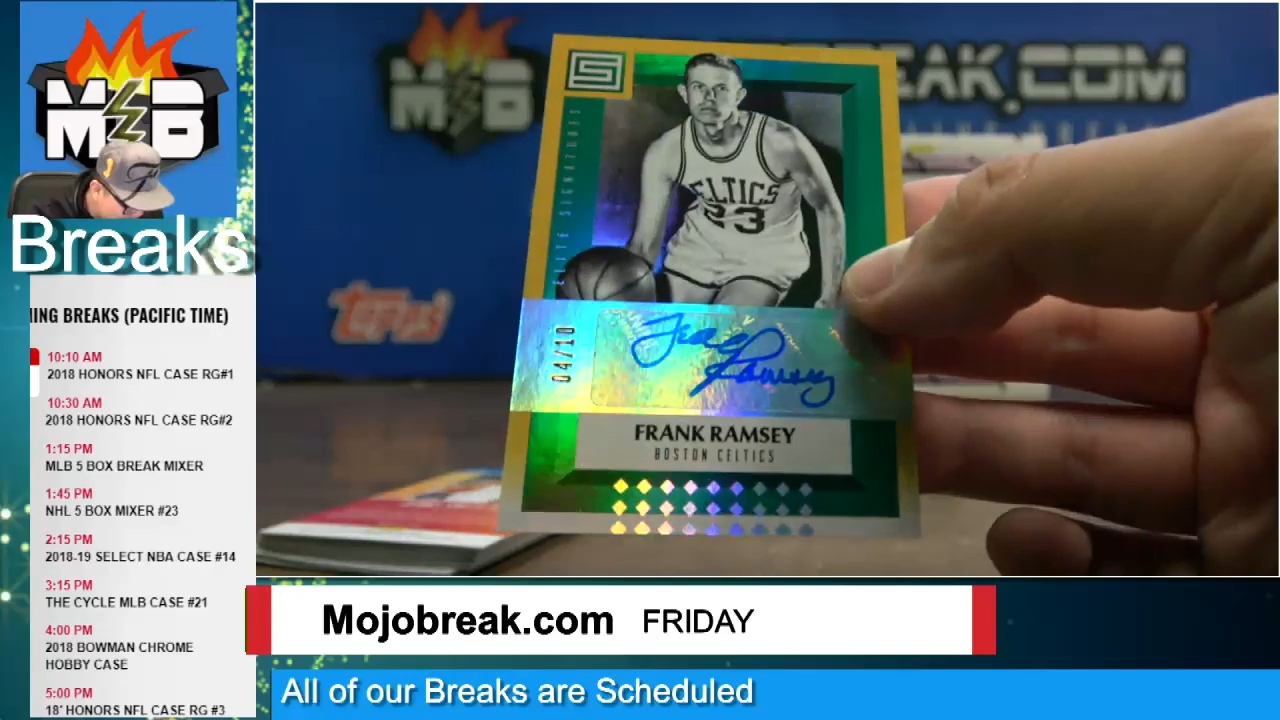 M B
Breaks
ING BREAKS (PACIFIC TIME)
10:10 AM
2018 HONORS NFL CASE RG#1
10:30 AM
2018 HONORS NFL CASE RG#2
1:15 PM
MLB 5 BOX BREAK MIXER
1:45 PM
NHL 5 BOX MIXER #23
2:15 PM
2018-19 SELECT NBA CASE #14
3:15 PM
THE CYCLE MLB CASE #21
4:00 PM
2018 BOWMAN CHROME
HOBBY CASE
5:00 PM
18' HONORS NFL CASE RG #3
M B
EAK.COM
TOPPS
S
SIGNATURES
ELTICS
23
04/10
Frank Ramsey
FRANK RAMSEY
BOSTON CELTICS
Mojobreak.com FRIDAY
All of our Breaks are Scheduled